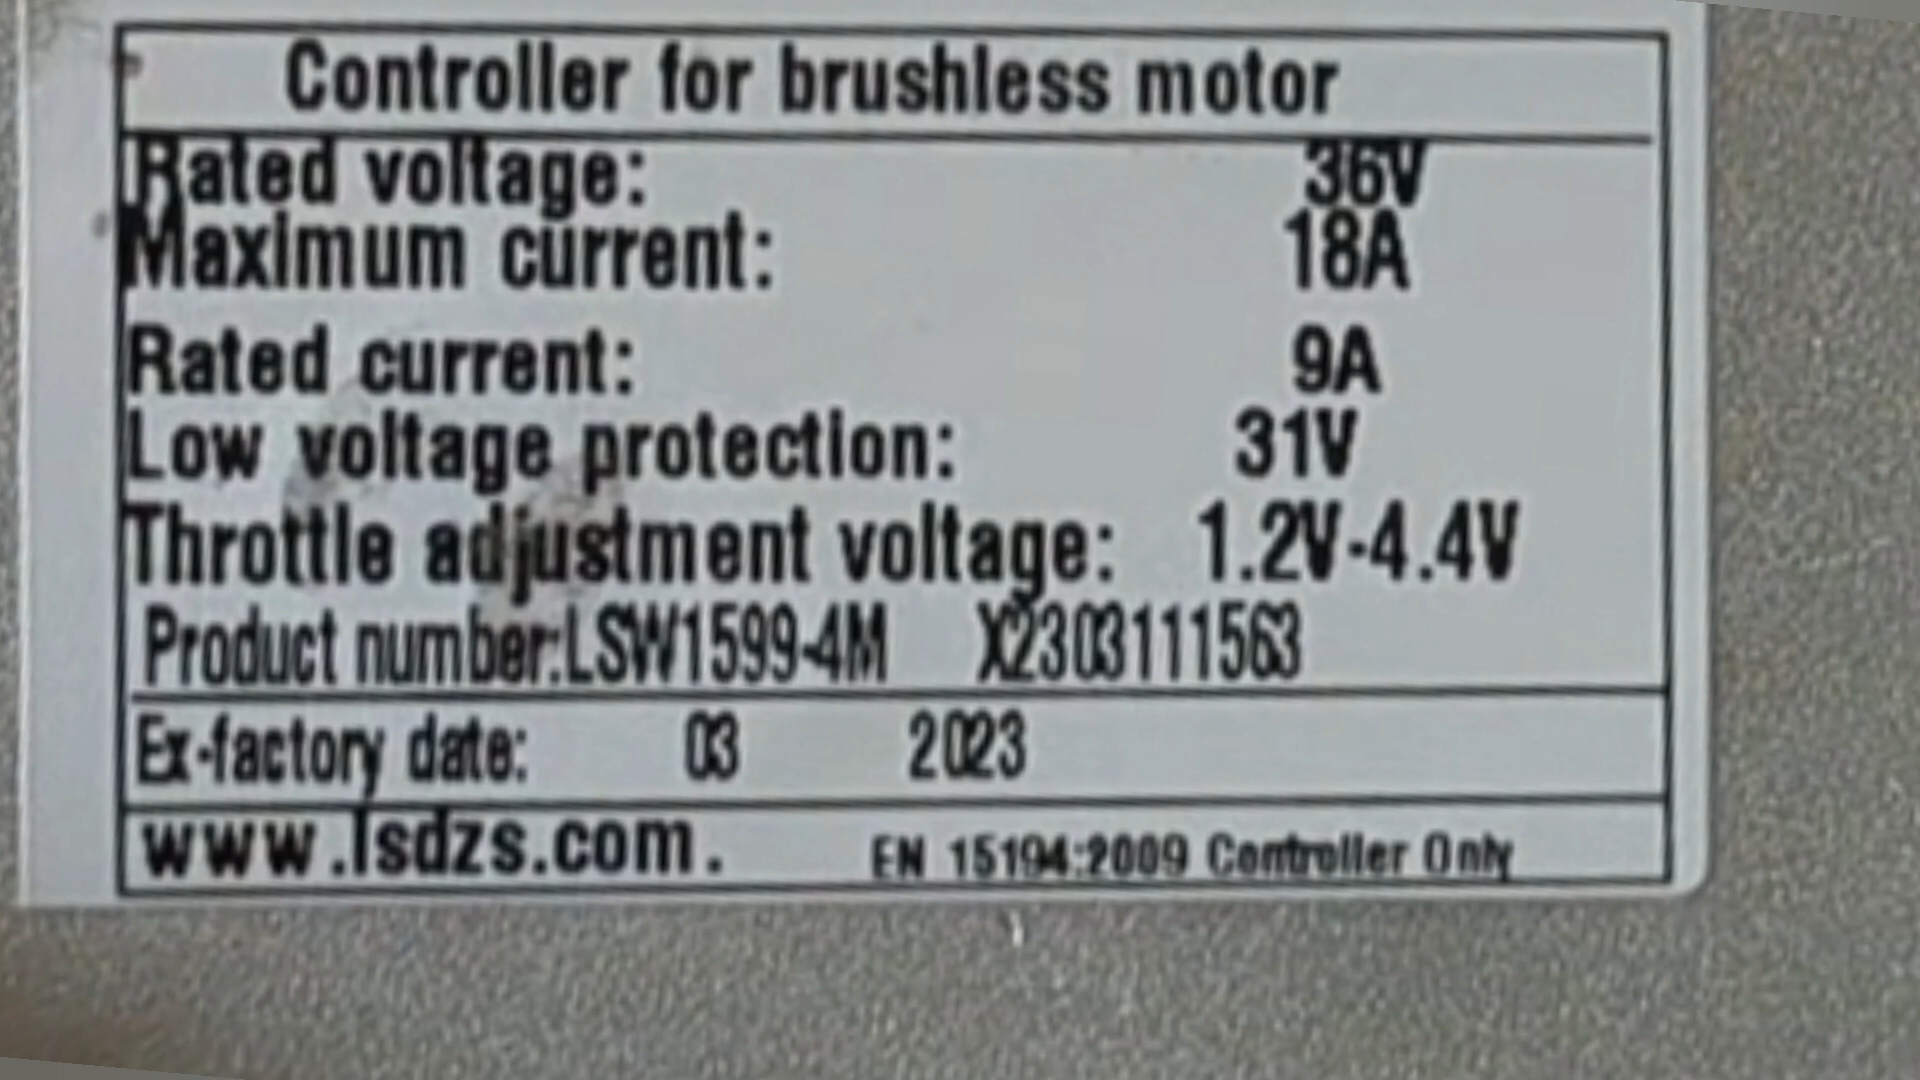 Controller for brushless motor
Rated voltage: 36V
Maximum current: 18A
Rated current: 9A
Low voltage protection: 31V
Throttle adjustment voltage: 1.2V-4.4V
Product number:LSW1599-4M X2303111563
Ex-factory date: 03 2023
www.lsdzs.com. EN 15194:2009 Controller Only